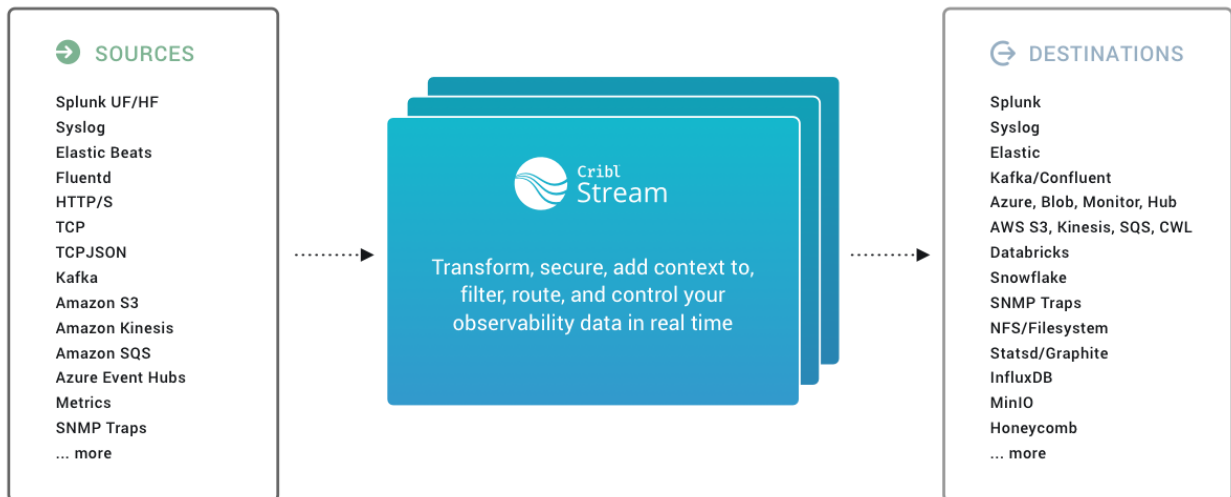 SOURCES
Splunk UF/HF
Syslog
Elastic Beats
Fluentd
HTTP/S
TCP
TCPJSON
Kafka
Amazon S3
Amazon Kinesis
Amazon SQS
Azure Event Hubs
Metrics
SNMP Traps
... more
Cribl
Stream
Transform, secure, add context to,
filter, route, and control your
observability data in real time
DESTINATIONS
Splunk
Syslog
Elastic
Kafka/Confluent
Azure, Blob, Monitor, Hub
AWS S3, Kinesis, SQS, CWL
Databricks
Snowflake
SNMP Traps
NFS/Filesystem
Statsd/Graphite
InfluxDB
MinIO
Honeycomb
... more